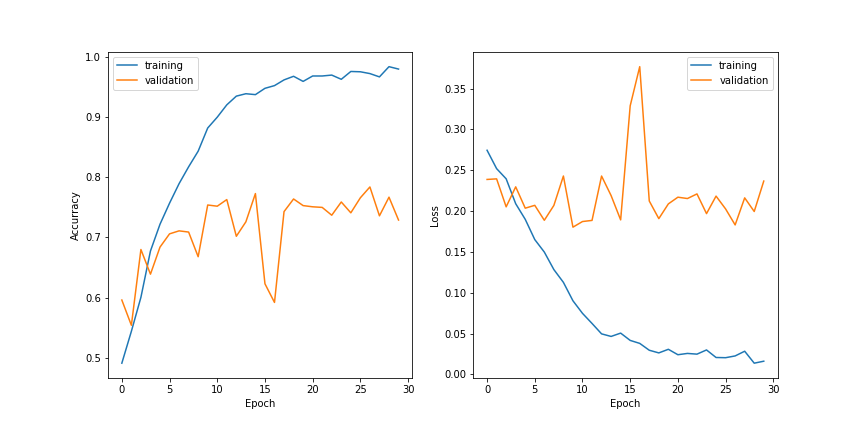 training
validation
1.0
0.9
0.8
0.7
0.6
0.5
Accurracy
0 5 10 15 20 25 30
Epoch
training
validation
0.35
0.30
0.25
0.20
0.15
0.10
0.05
0.00
Loss
0 5 10 15 20 25 30
Epoch